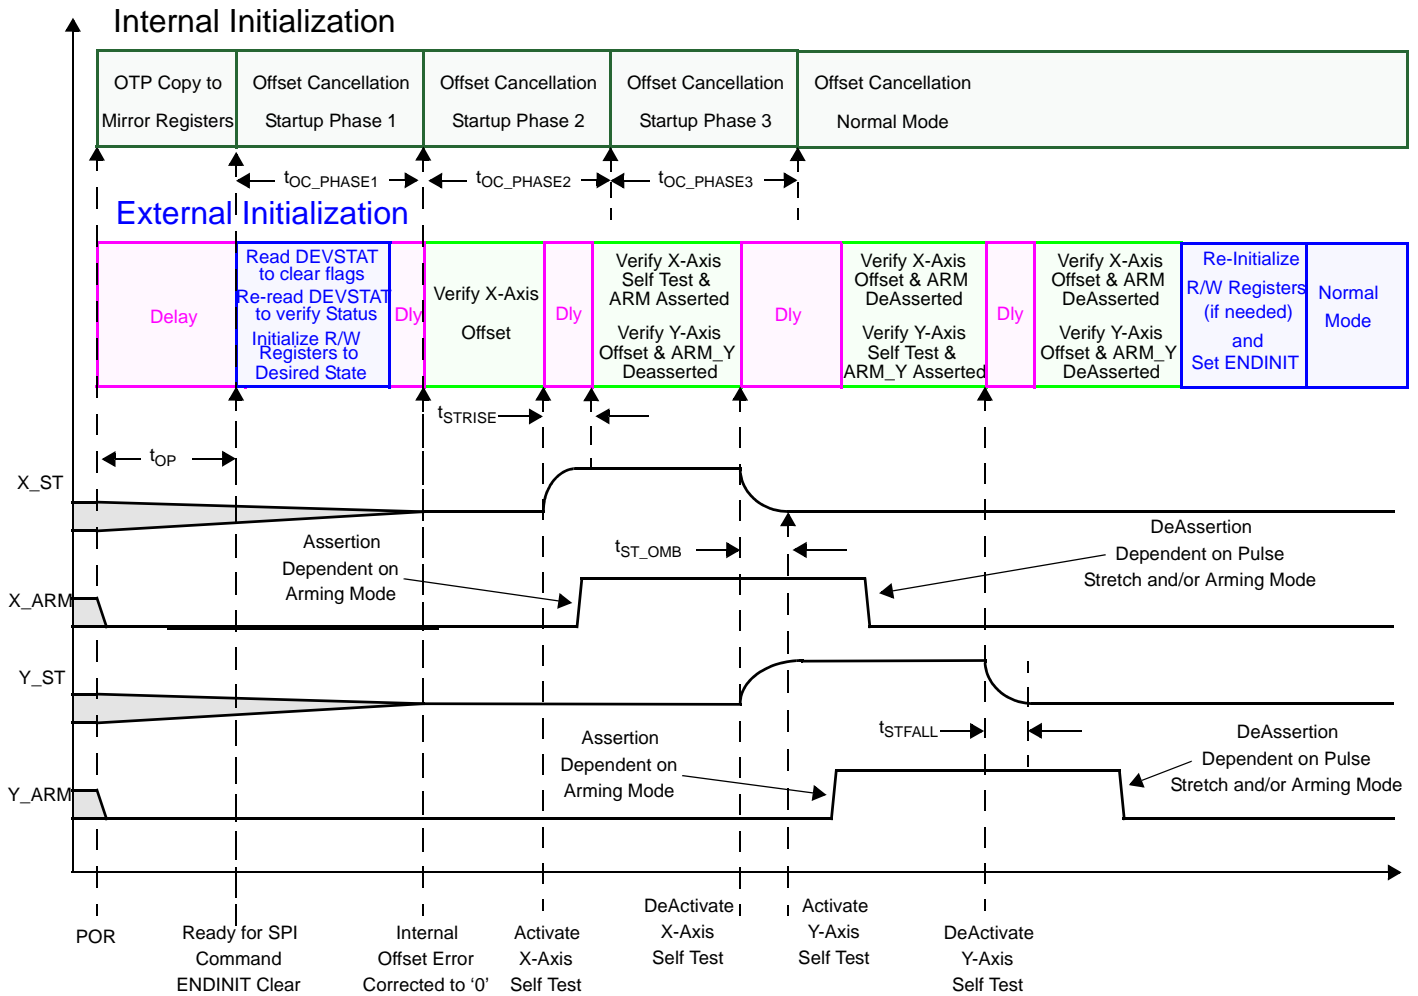 Internal Initialization
OTP Copy to
Mirror Registers
Offset Cancellation
Startup Phase 1
Offset Cancellation
Startup Phase 2
Offset Cancellation
Startup Phase 3
Offset Cancellation
Normal Mode
tOC_PHASE1
tOC_PHASE2
tOC_PHASE3
External Initialization
Delay
Read DEVSTAT
to clear flags
Re-read DEVSTAT
to verify Status
Initialize R/W
Registers to
Desired State
Dly
Verify X-Axis
Offset
Dly
Verify X-Axis
Self Test &
ARM Asserted
Verify Y-Axis
Offset & ARM_Y
Deasserted
Dly
Verify X-Axis
Offset & ARM
DeAsserted
Verify Y-Axis
Self Test &
ARM_Y Asserted
Dly
Verify X-Axis
Offset & ARM
DeAsserted
Verify Y-Axis
Offset & ARM_Y
DeAsserted
Re-Initialize
R/W Registers
(if needed)
and
Set ENDINIT
Normal
Mode
tSTRISE
tOP
X_ST
Assertion
Dependent on
Arming Mode
tST_OMB
DeAssertion
Dependent on Pulse
Stretch and/or Arming Mode
X_ARM
Y_ST
Assertion
Dependent on
Arming Mode
tSTFALL
DeAssertion
Dependent on Pulse
Stretch and/or Arming Mode
Y_ARM
POR
Ready for SPI
Command
ENDINIT Clear
Internal
Offset Error
Corrected to ‘0’
Activate
X-Axis
Self Test
DeActivate
X-Axis
Self Test
Activate
Y-Axis
Self Test
DeActivate
Y-Axis
Self Test